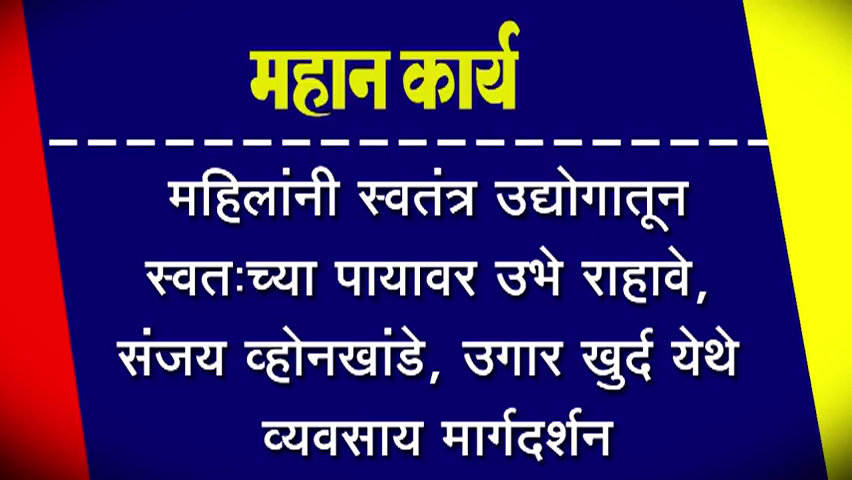 महान कार्य
महिलांनी स्वतंत्र उद्योगातून
स्वतःच्या पायावर उभे राहावे,
संजय व्होनखांडे, उगार खुर्द येथे
व्यवसाय मार्गदर्शन